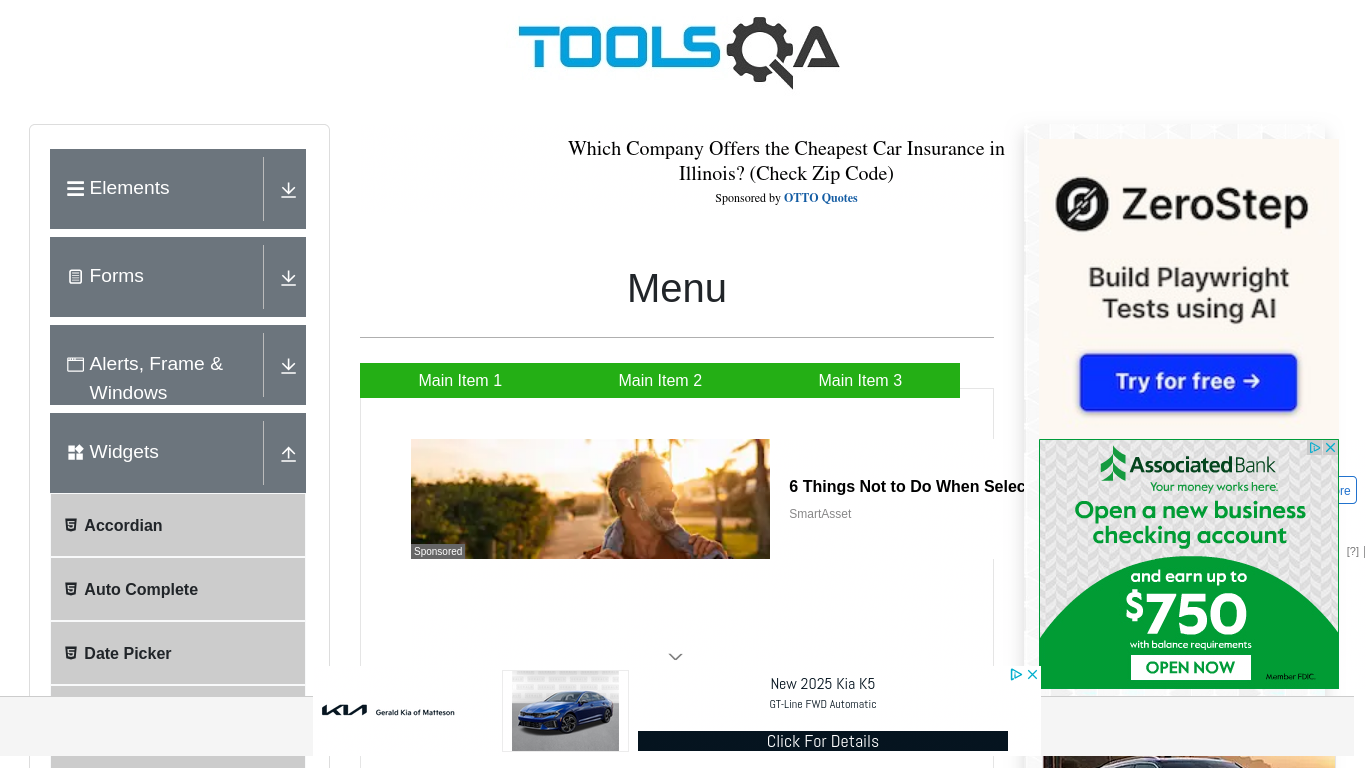 TOOLSQA
Elements
Forms
Alerts, Frame &
Windows
Widgets
Accordian
Auto Complete
Date Picker
Which Company Offers the Cheapest Car Insurance in
Illinois? (Check Zip Code)
Sponsored by OTTO Quotes
Menu
Main Item 1
Main Item 2
Main Item 3
6 Things Not to Do When Selec
SmartAsset
Sponsored
ZeroStep
Build Playwright
Tests using AI
Try for free →
AssociatedBank
Your money works here.
Open a new business
checking account
and earn up to
$750
with balance requirements
OPEN NOW
Member FDIC.
re
[?]
KIA
Gerald Kia of Matteson
New 2025 Kia K5
GT-Line FWD Automatic
Click For Details